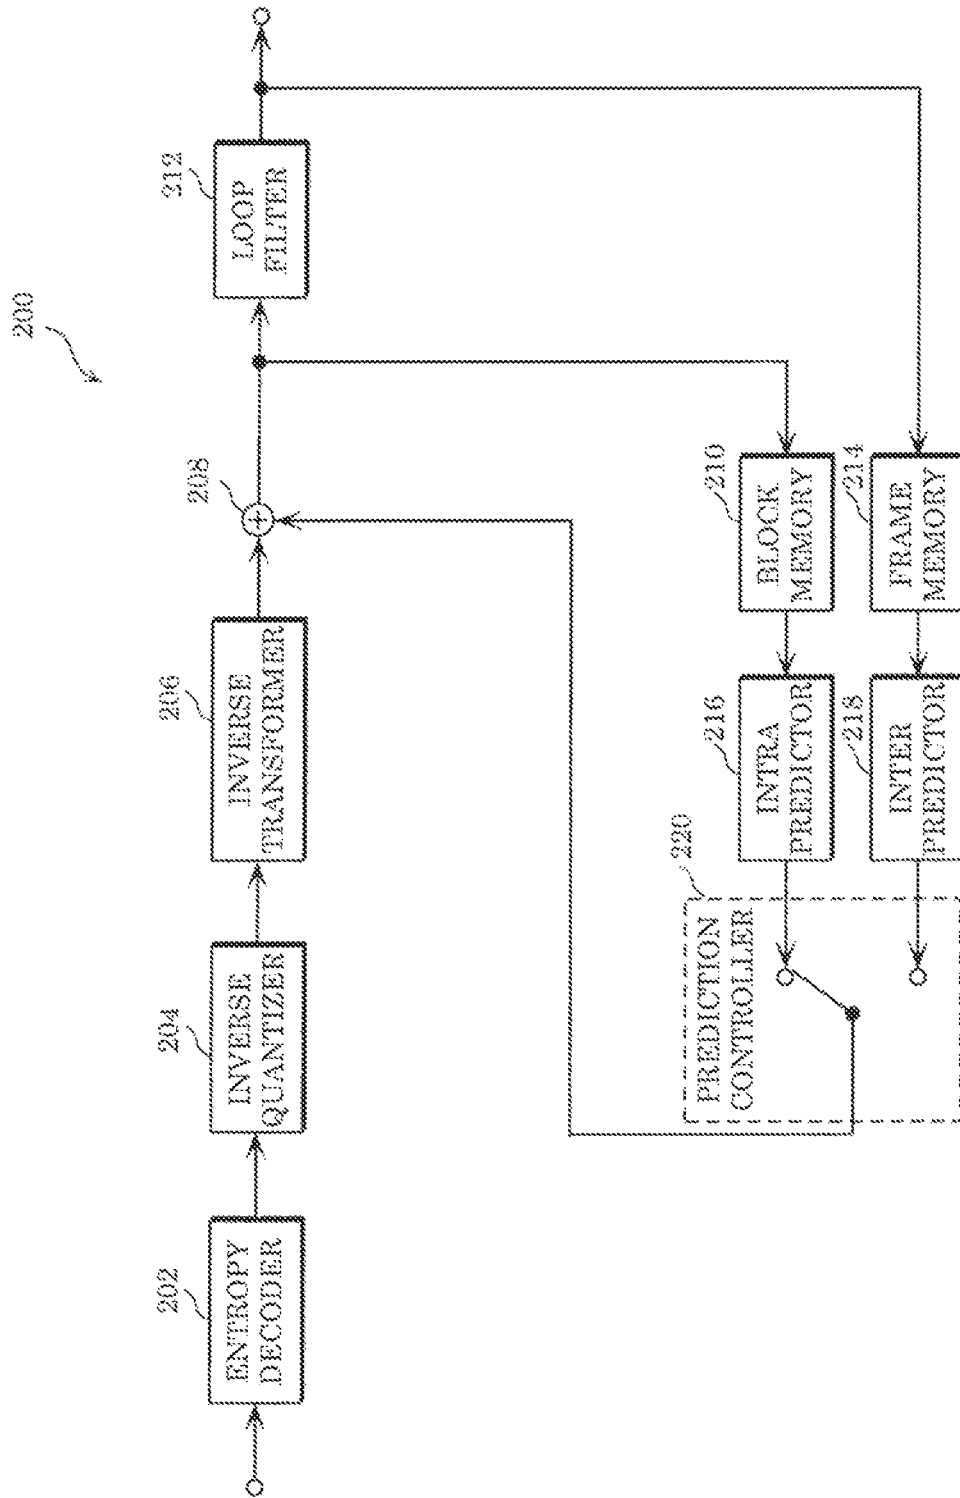 200
202
ENTROPY
DECODER
204
INVERSE
QUANTIZER
206
INVERSE
TRANSFORMER
208
+
212
LOOP
FILTER
220
PREDICTION
CONTROLLER
216
INTRA
PREDICTOR
210
BLOCK
MEMORY
218
INTER
PREDICTOR
214
FRAME
MEMORY